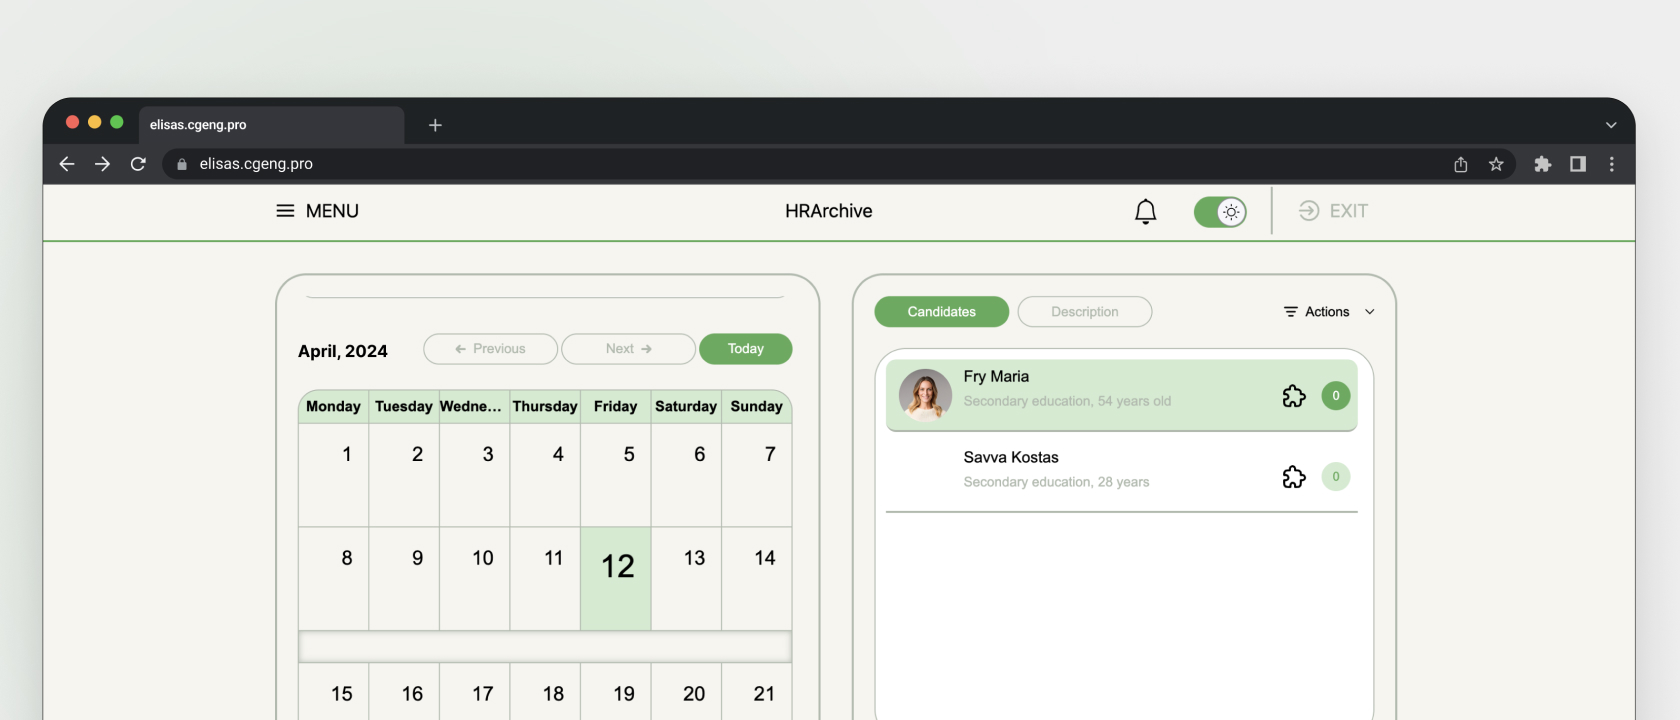 elisas.cgeng.pro
elisas.cgeng.pro
MENU
HRArchive
EXIT
April, 2024
Previous
Next
Today
Monday Tuesday Wedne... Thursday Friday Saturday Sunday
1 2 3 4 5 6 7
8 9 10 11 12 13 14
15 16 17 18 19 20 21
Candidates
Description
Actions
Fry Maria
Secondary education, 54 years old
0
Savva Kostas
Secondary education, 28 years
0